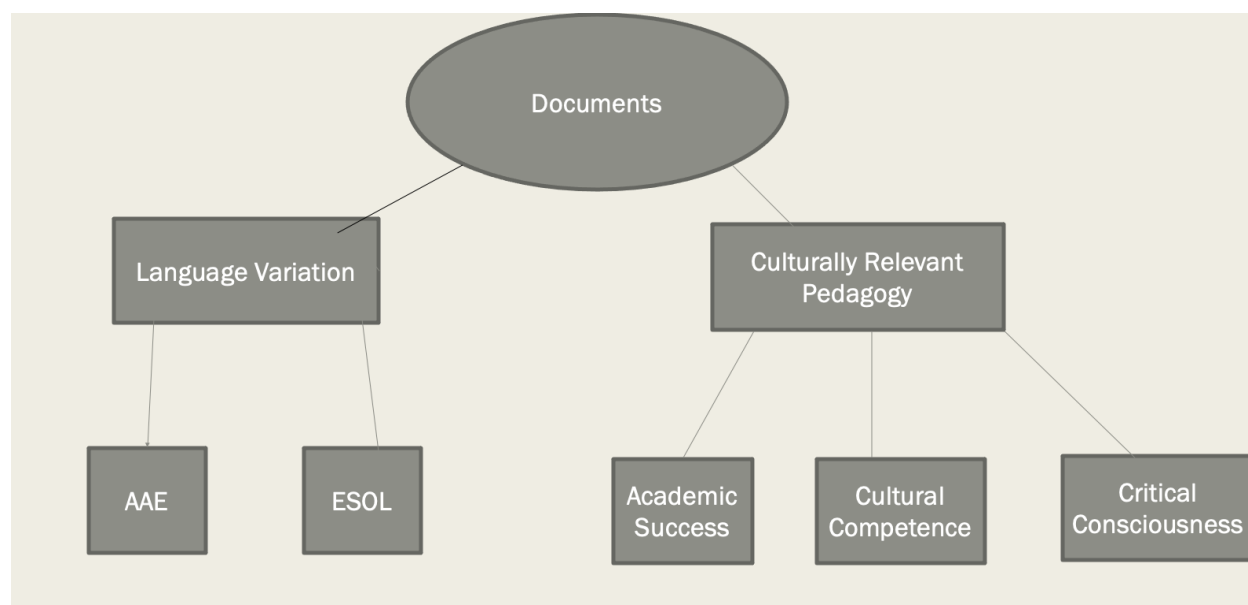 Documents
Language Variation
Culturally Relevant
Pedagogy
AAE
ESOL
Academic
Success
Cultural
Competence
Critical
Consciousness